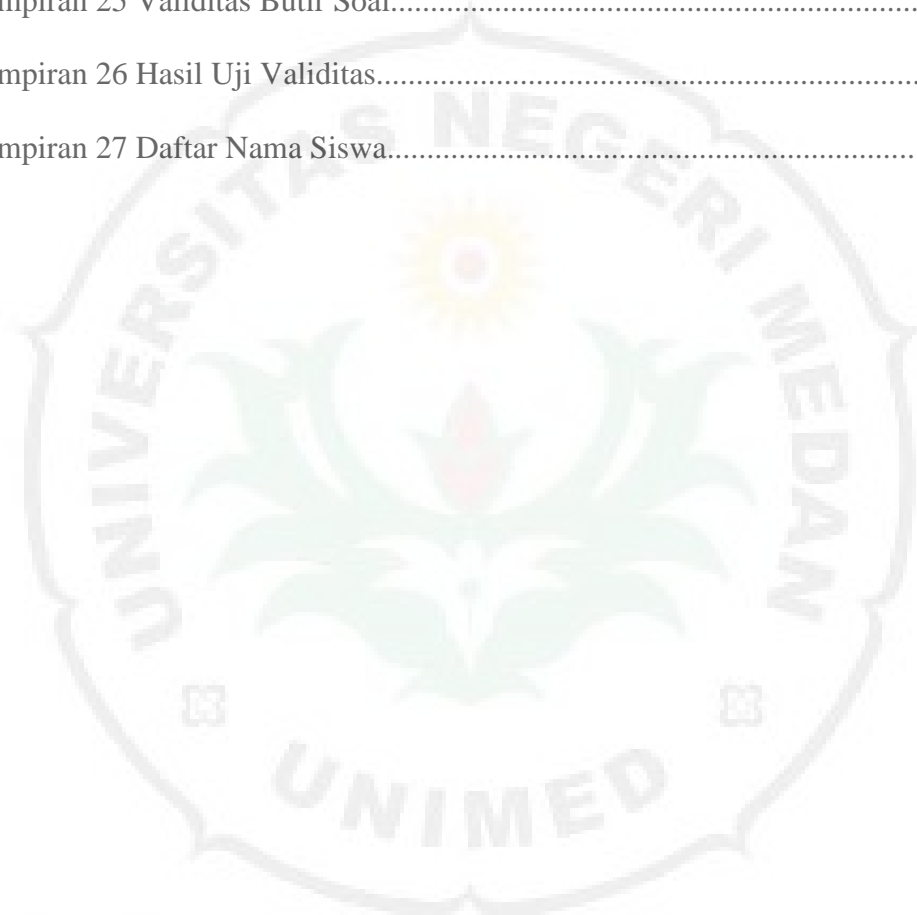 mpiran 25 Validitas Butir Soal......................................................................
mpiran 26 Hasil Uji Validitas........................................................................
mpiran 27 Daftar Nama Siswa......................................................................
UNIVERSITAS NEGERI MEDAN
UNIMED